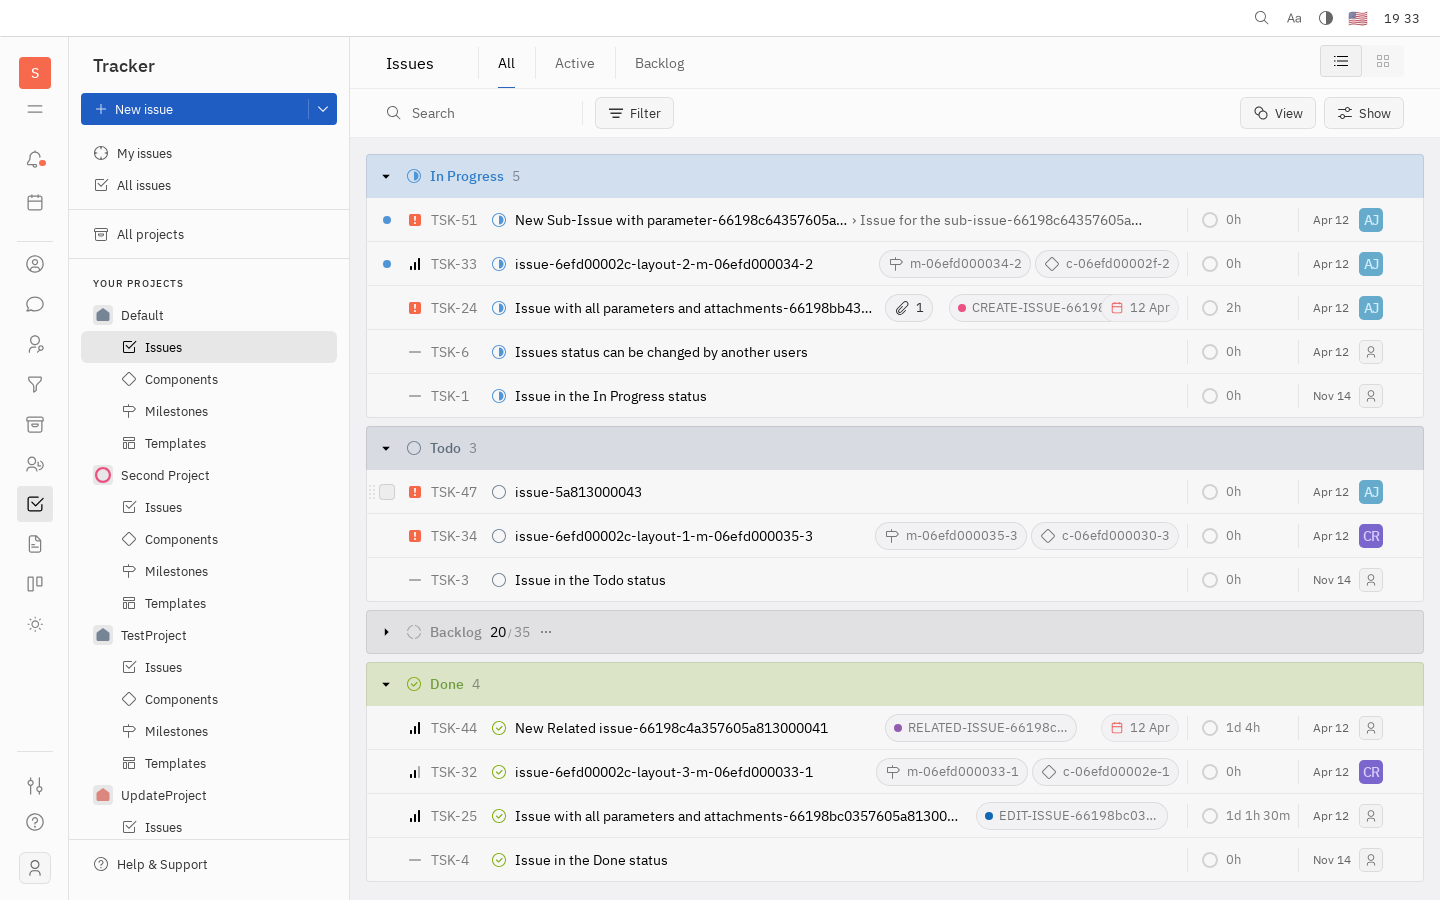 Aa
19 33
S
Tracker
New issue
My issues
All issues
All projects
YOUR PROJECTS
Default
Issues
Components
Milestones
Templates
Second Project
Issues
Components
Milestones
Templates
TestProject
Issues
Components
Milestones
Templates
UpdateProject
Issues
Help & Support
Issues
All
Active
Backlog
Search
Filter
View
Show
In Progress 5
TSK-51 New Sub-Issue with parameter-66198c64357605a... › Issue for the sub-issue-66198c64357605a... 0h Apr 12 AJ
TSK-33 issue-6efd00002c-layout-2-m-06efd000034-2 m-06efd000034-2 c-06efd00002f-2 0h Apr 12 AJ
TSK-24 Issue with all parameters and attachments-66198bb43... 1 CREATE-ISSUE-66198 12 Apr 2h Apr 12 AJ
TSK-6 Issues status can be changed by another users 0h Apr 12
TSK-1 Issue in the In Progress status 0h Nov 14
Todo 3
TSK-47 issue-5a813000043 0h Apr 12 AJ
TSK-34 issue-6efd00002c-layout-1-m-06efd000035-3 m-06efd000035-3 c-06efd000030-3 0h Apr 12 CR
TSK-3 Issue in the Todo status 0h Nov 14
Backlog 20/35 ...
Done 4
TSK-44 New Related issue-66198c4a357605a813000041 RELATED-ISSUE-66198c... 12 Apr 1d 4h Apr 12
TSK-32 issue-6efd00002c-layout-3-m-06efd000033-1 m-06efd000033-1 c-06efd00002e-1 0h Apr 12 CR
TSK-25 Issue with all parameters and attachments-66198bc0357605a81300... EDIT-ISSUE-66198bc03... 1d 1h 30m Apr 12
TSK-4 Issue in the Done status 0h Nov 14